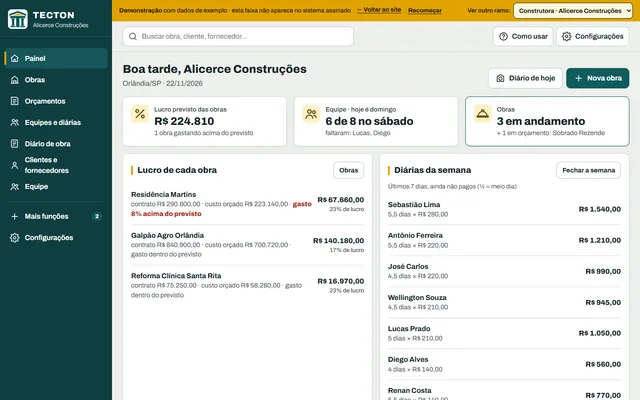 TECTON
Alicerce Construções
Painel
Obras
Orçamentos
Equipes e diárias
Diário de obra
Clientes e
fornecedores
Equipe
Mais funções 2
Configurações
Demonstração com dados de exemplo · esta faixa não aparece no sistema assinado
← Voltar ao site
Recomeçar
Ver outro ramo:
Construtora · Alicerce Construções
Buscar obra, cliente, fornecedor...
Como usar
Configurações
Boa tarde, Alicerce Construções
Orlândia/SP · 22/11/2026
Diário de hoje
Nova obra
Lucro previsto das obras
R$ 224.810
1 obra gastando acima do previsto
Equipe · hoje é domingo
6 de 8 no sábado
faltaram: Lucas, Diego
Obras
3 em andamento
+ 1 em orçamento: Sobrado Rezende
Lucro de cada obra
Obras
Residência Martins
contrato R$ 290.800,00 · custo orçado R$ 223.140,00 · gasto
8% acima do previsto
R$ 67.660,00
23% de lucro
Galpão Agro Orlândia
contrato R$ 840.900,00 · custo orçado R$ 700.720,00 ·
gasto dentro do previsto
R$ 140.180,00
17% de lucro
Reforma Clínica Santa Rita
contrato R$ 75.250,00 · custo orçado R$ 58.280,00 · gasto
dentro do previsto
R$ 16.970,00
23% de lucro
Diárias da semana
Fechar a semana
Últimos 7 dias, ainda não pagos (½ = meio dia)
Sebastião Lima
5,5 dias × R$ 280,00
R$ 1.540,00
Antônio Ferreira
5,5 dias × R$ 220,00
R$ 1.210,00
José Carlos
4,5 dias × R$ 220,00
R$ 990,00
Wellington Souza
4,5 dias × R$ 210,00
R$ 945,00
Lucas Prado
5 dias × R$ 210,00
R$ 1.050,00
Diego Alves
4 dias × R$ 140,00
R$ 560,00
Renan Costa
R$ 770,00